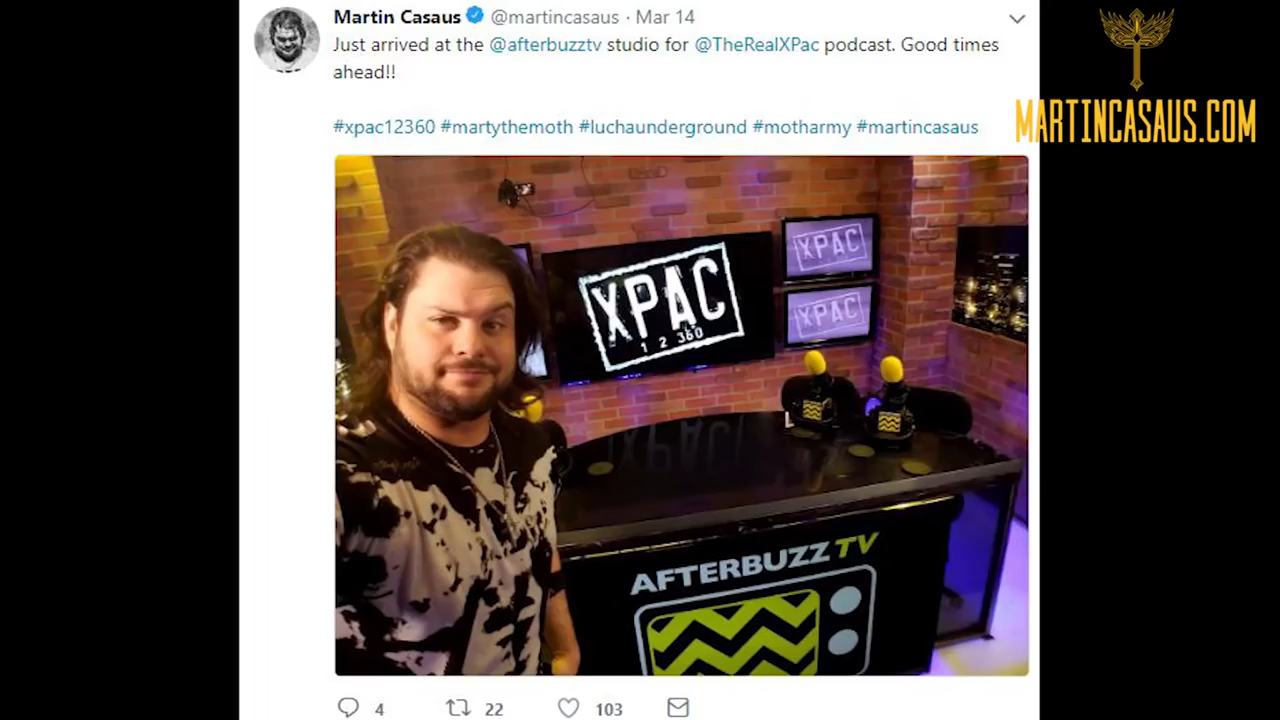 Martin Casaus @martincasaus · Mar 14
Just arrived at the @afterbuzztv studio for @TheRealXPac podcast. Good times
ahead!!
#xpac12360 #martythemoth #luchaunderground #motharmy #martincasaus
MARTINCASAUS.COM
XPAC
1 2 360
XPAC
XPAC
AFTERBUZZ TV
4 22 103